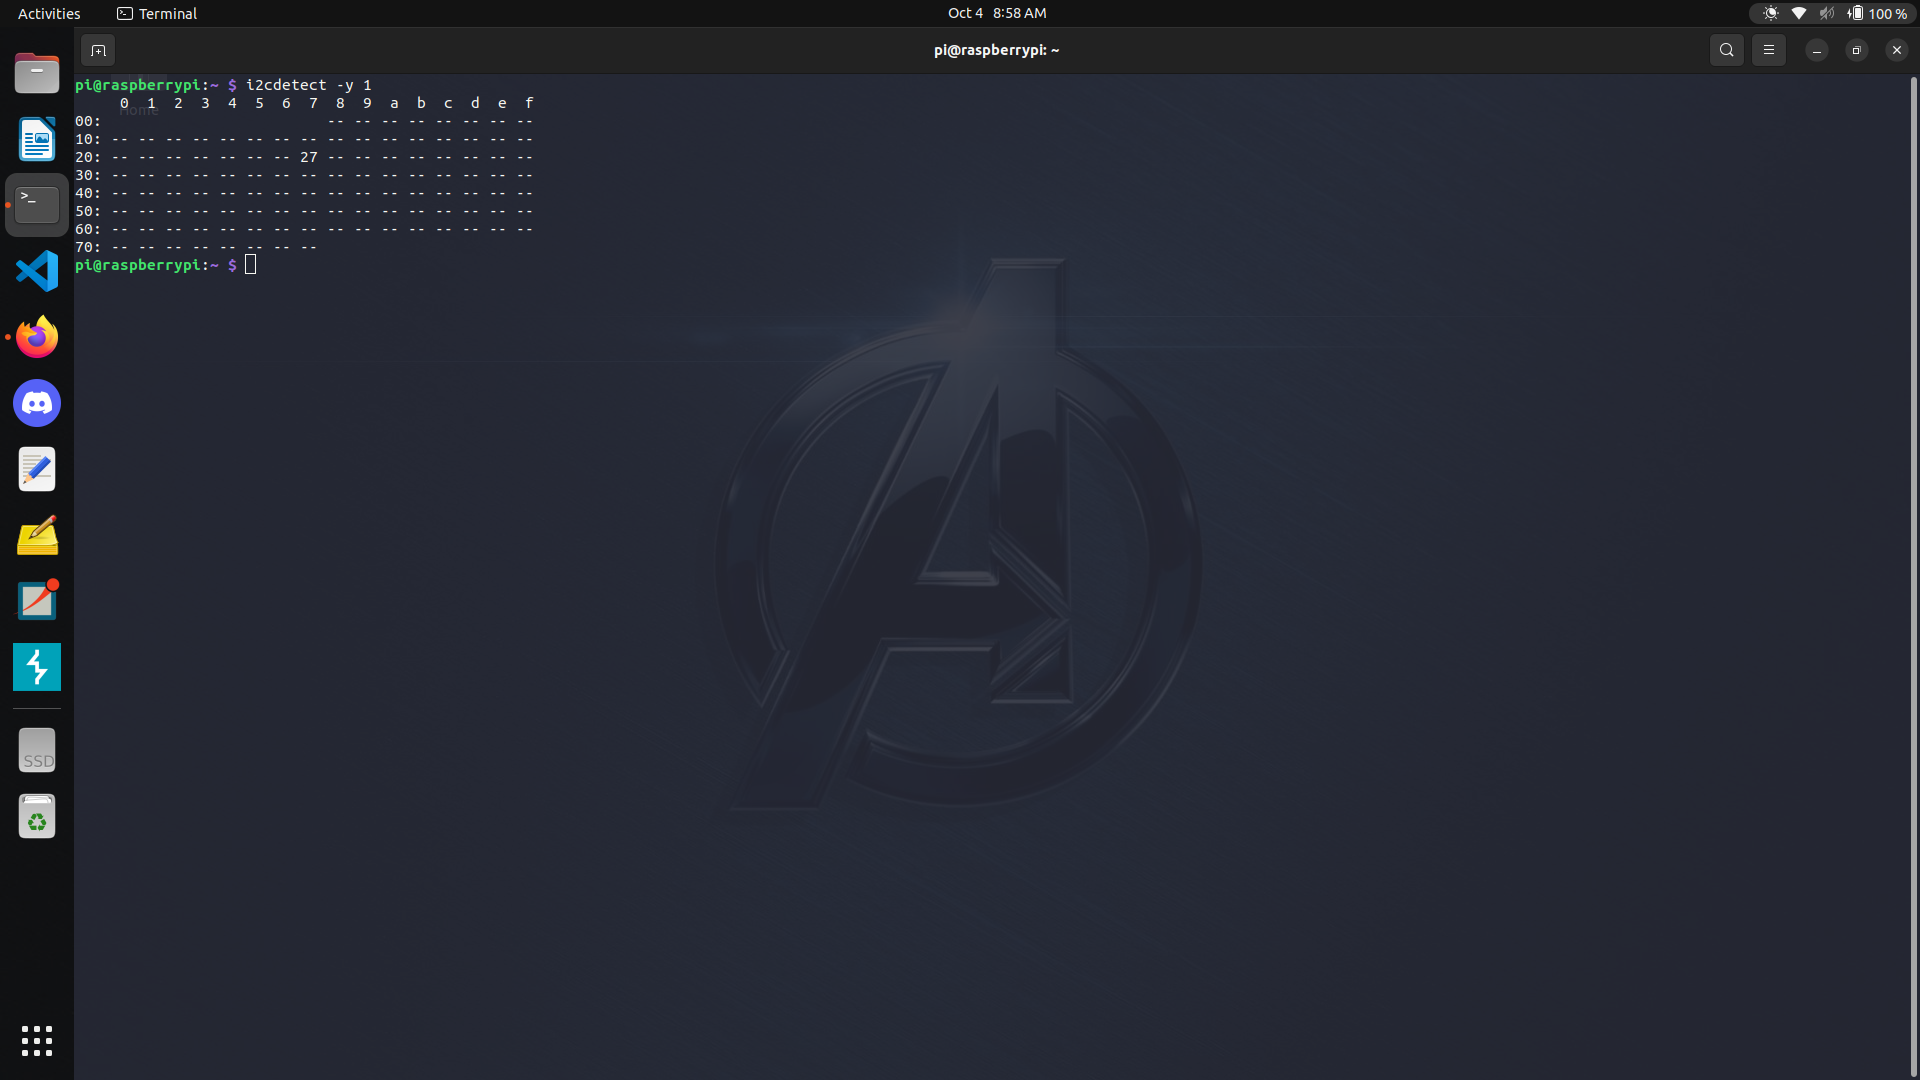 Activities
Terminal
Oct 4 8:58 AM
100 %
pi@raspberrypi: ~
pi@raspberrypi:~ $ i2cdetect -y 1
     0  1  2  3  4  5  6  7  8  9  a  b  c  d  e  f
Home
00:                         -- -- -- -- -- -- -- --
10: -- -- -- -- -- -- -- -- -- -- -- -- -- -- -- --
20: -- -- -- -- -- -- -- 27 -- -- -- -- -- -- -- --
30: -- -- -- -- -- -- -- -- -- -- -- -- -- -- -- --
40: -- -- -- -- -- -- -- -- -- -- -- -- -- -- -- --
50: -- -- -- -- -- -- -- -- -- -- -- -- -- -- -- --
60: -- -- -- -- -- -- -- -- -- -- -- -- -- -- -- --
70: -- -- -- -- -- -- -- --
pi@raspberrypi:~ $
SSD